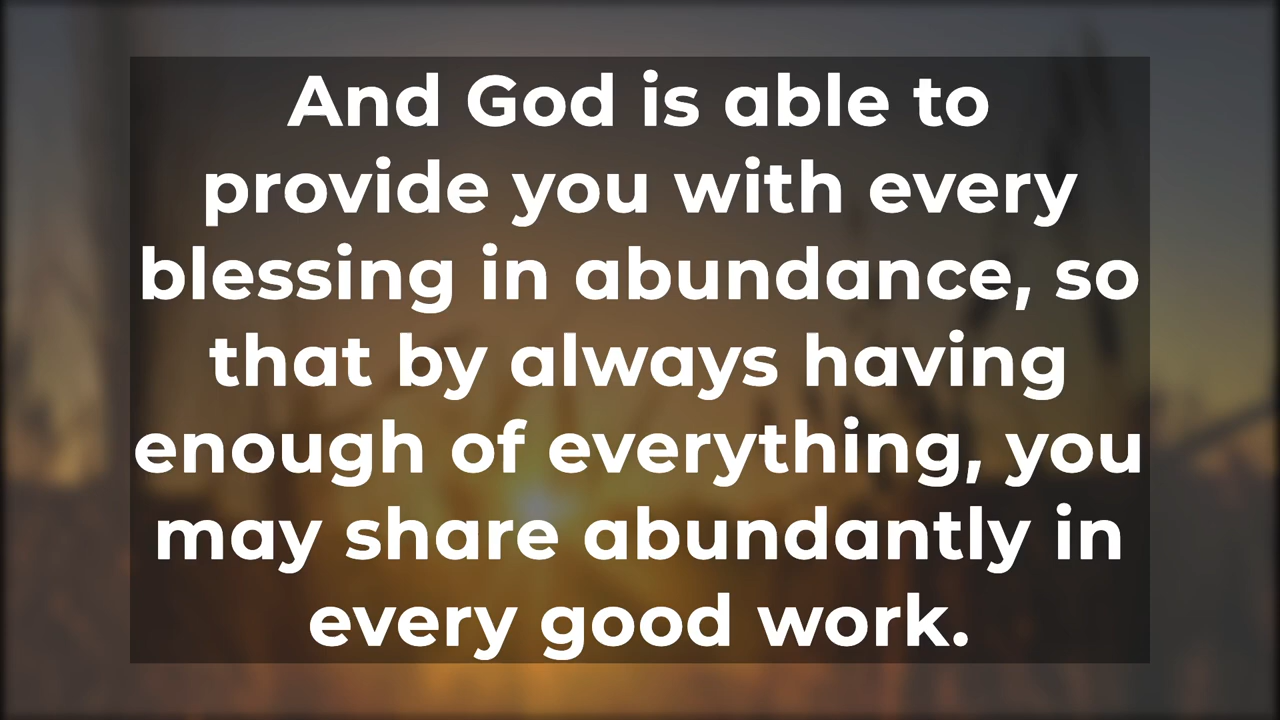 And God is able to
provide you with every
blessing in abundance, so
that by always having
enough of everything, you
may share abundantly in
every good work.